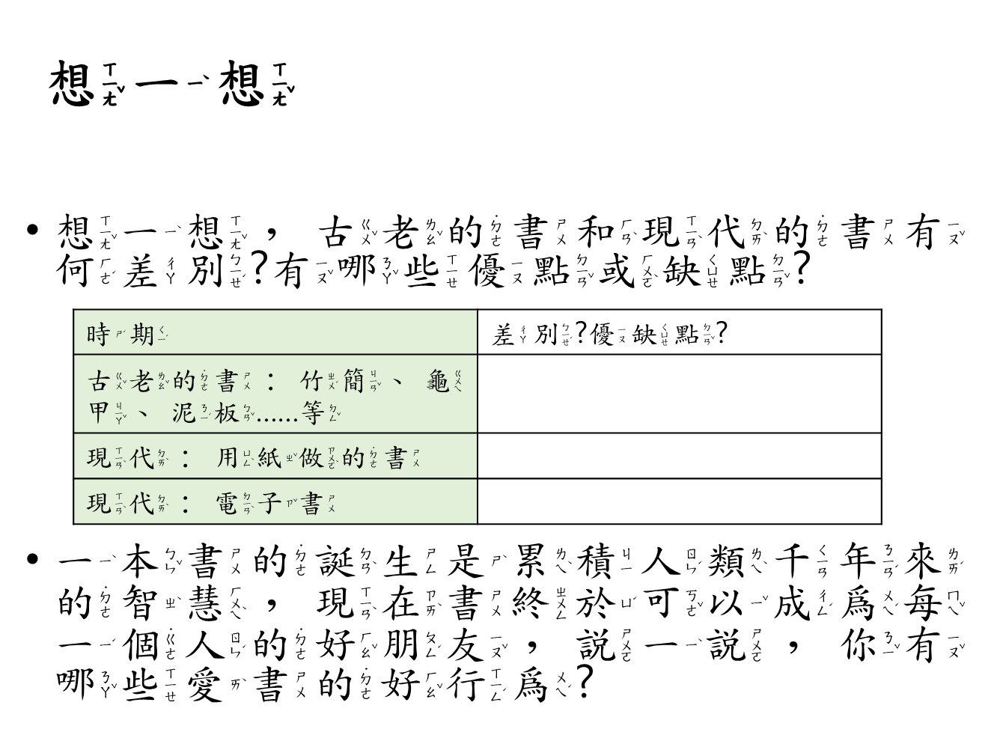 想一想
• 想一想， 古老的書和現代的書有
何差別?有哪些優點或缺點?
時期
差別?優缺點?
古老的書： 竹簡、 龜
甲、 泥板……等
現代： 用紙做的書
現代： 電子書
• 一本書的誕生是累積人類千年來
的智慧， 現在書終於可以成為每
一個人的好朋友， 說一說， 你有
哪些愛書的好行為?